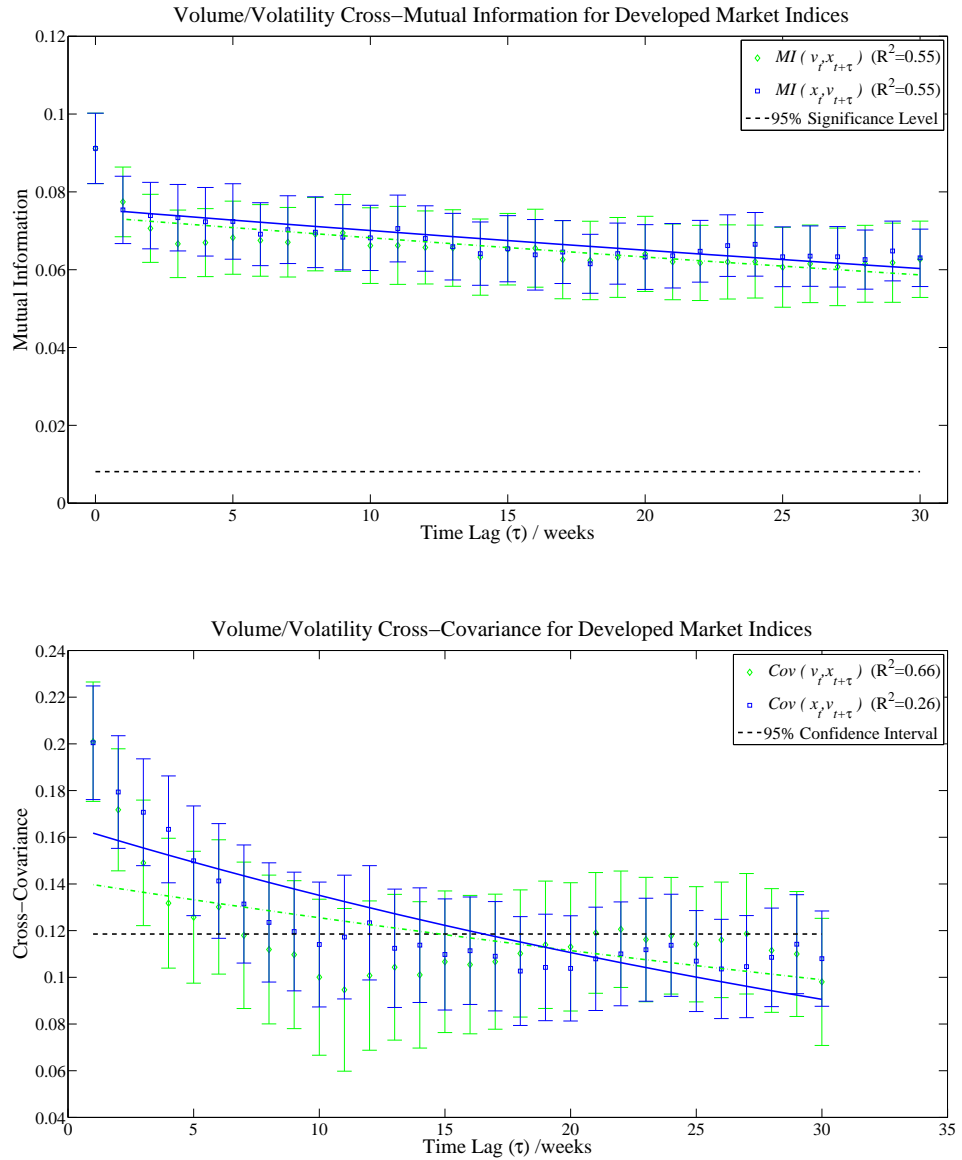 Volume/Volatility Cross−Mutual Information for Developed Market Indices
0.12
0.1
0.08
0.06
0.04
0.02
0
Mutual Information
MI ( v_t,x_{t+τ} ) (R²=0.55)
MI ( x_t,v_{t+τ} ) (R²=0.55)
95% Significance Level
0 5 10 15 20 25 30
Time Lag (τ) / weeks
Volume/Volatility Cross−Covariance for Developed Market Indices
0.24
0.22
0.2
0.18
0.16
0.14
0.12
0.1
0.08
0.06
0.04
Cross−Covariance
Cov ( v_t,x_{t+τ} ) (R²=0.66)
Cov ( x_t,v_{t+τ} ) (R²=0.26)
95% Confidence Interval
0 5 10 15 20 25 30 35
Time Lag (τ) /weeks